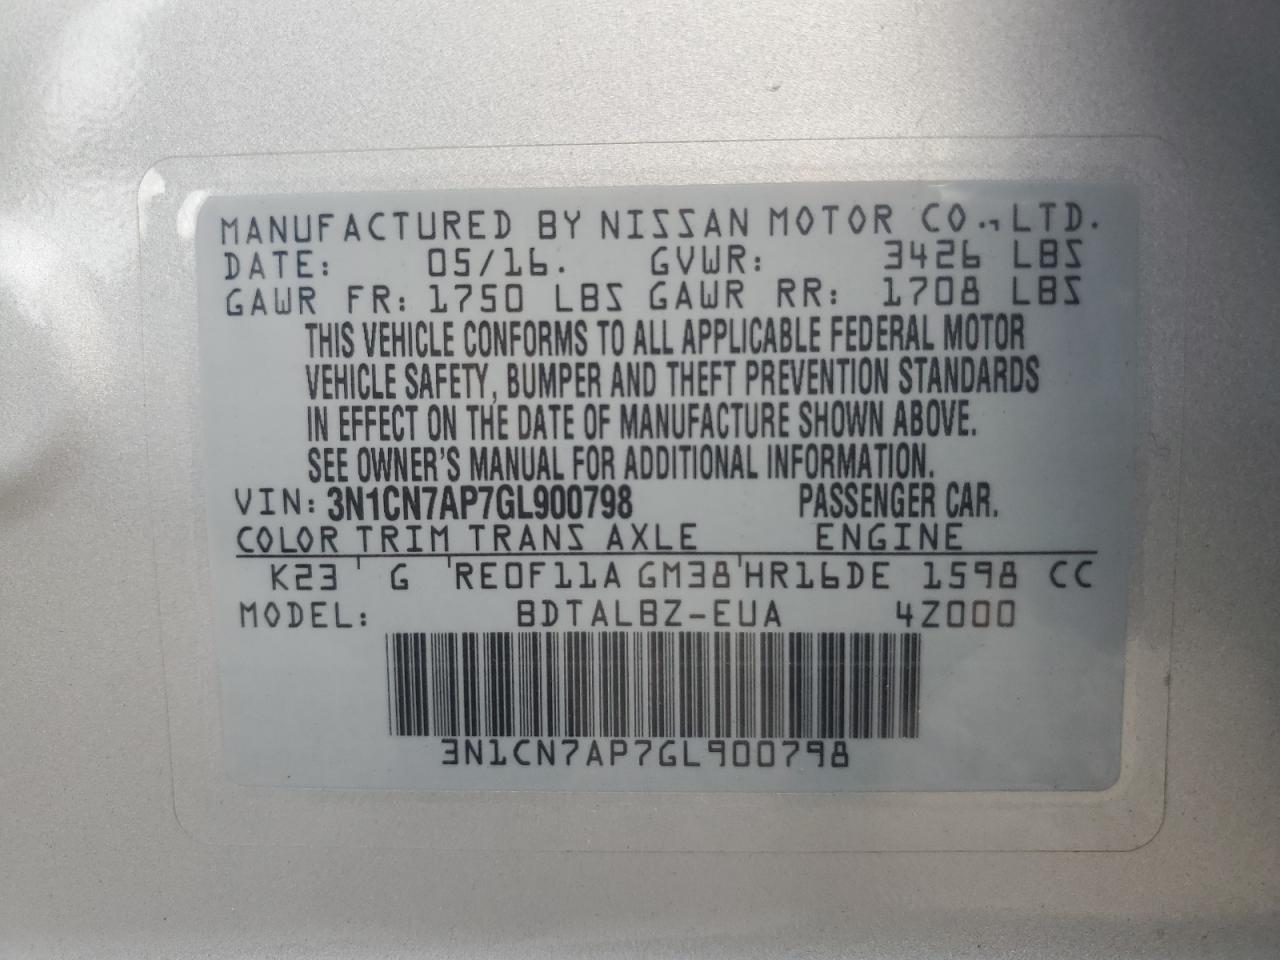 MANUFACTURED BY NISSAN MOTOR CO., LTD.
DATE: 05/16. GVWR: 3426 LBS
GAWR FR: 1750 LBS GAWR RR: 1708 LBS
THIS VEHICLE CONFORMS TO ALL APPLICABLE FEDERAL MOTOR
VEHICLE SAFETY, BUMPER AND THEFT PREVENTION STANDARDS
IN EFFECT ON THE DATE OF MANUFACTURE SHOWN ABOVE.
SEE OWNER'S MANUAL FOR ADDITIONAL INFORMATION.
VIN: 3N1CN7AP7GL900798 PASSENGER CAR.
COLOR TRIM TRANS AXLE ENGINE
K23 G RE0F11A GM38 HR16DE 1598 CC
MODEL: BDTALBZ-EUA 4Z000
3N1CN7AP7GL900798